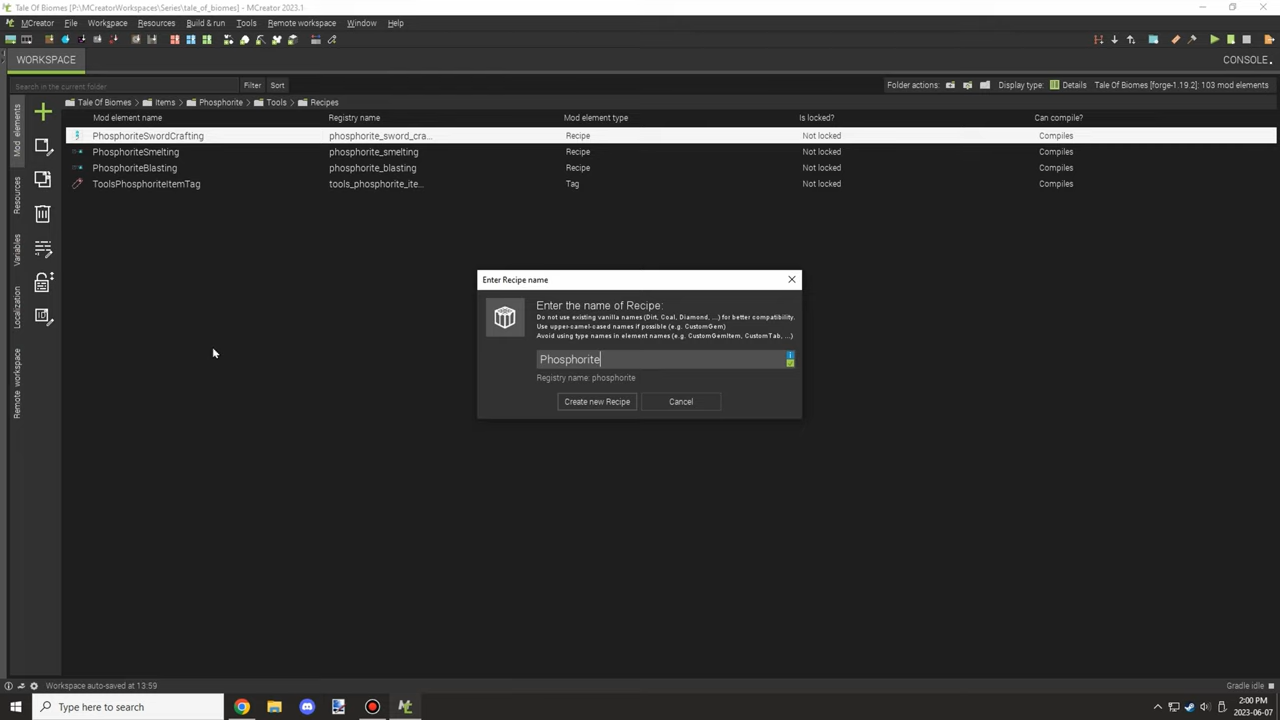 Tale Of Biomes [P:\MCreatorWorkspaces\Series\tale_of_biomes] - MCreator 2023.1
MCreator File Workspace Resources Build & run Tools Remote workspace Window Help
WORKSPACE
CONSOLE
Search in the current folder
Filter Sort
Folder actions: Display type: Details Tale Of Biomes [forge-1.19.2]: 103 mod elements
Tale Of Biomes Items Phosphorite Tools Recipes
Mod element name Registry name Mod element type Is locked? Can compile?
PhosphoriteSwordCrafting phosphorite_sword_cra... Recipe Not locked Compiles
PhosphoriteSmelting phosphorite_smelting Recipe Not locked Compiles
PhosphoriteBlasting phosphorite_blasting Recipe Not locked Compiles
ToolsPhosphoriteItemTag tools_phosphorite_ite... Tag Not locked Compiles
Mod elements
Resources
Variables
Localization
Remote workspace
Enter Recipe name
Enter the name of Recipe:
Do not use existing vanilla names (Dirt, Coal, Diamond, ...) for better compatibility.
Use upper-camel-cased names if possible (e.g. CustomGem)
Avoid using type names in element names (e.g. CustomGemItem, CustomTab, ...)
Phosphorite
Registry name: phosphorite
Create new Recipe Cancel
Workspace auto-saved at 13:59
Gradle idle
Type here to search
2:00 PM
2023-06-07